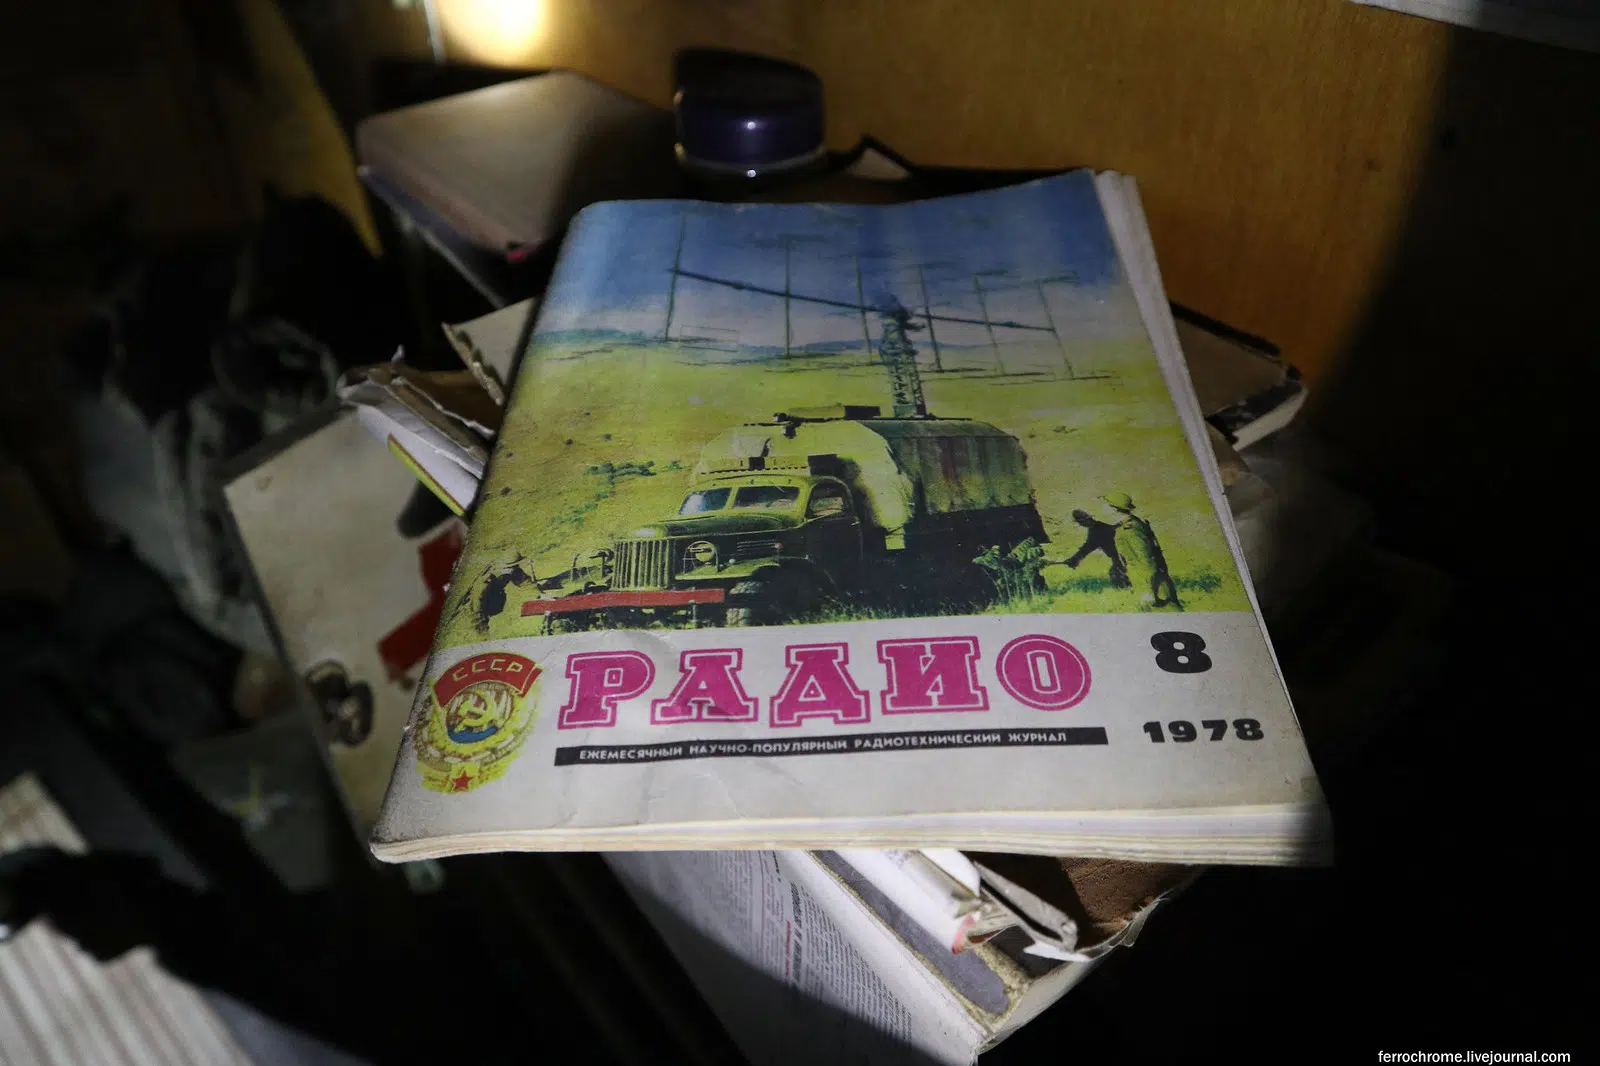 СССР
РАДИО
8
1978
ЕЖЕМЕСЯЧНЫЙ НАУЧНО-ПОПУЛЯРНЫЙ РАДИОТЕХНИЧЕСКИЙ ЖУРНАЛ
ferrochrome.livejournal.com